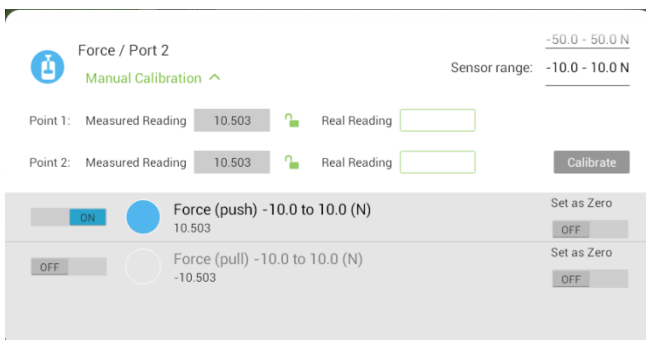 Force / Port 2
Manual Calibration
Sensor range:
-50.0 - 50.0 N
-10.0 - 10.0 N
Point 1: Measured Reading 10.503 Real Reading
Point 2: Measured Reading 10.503 Real Reading Calibrate
ON Force (push) -10.0 to 10.0 (N)
10.503
Set as Zero
OFF
OFF Force (pull) -10.0 to 10.0 (N)
-10.503
Set as Zero
OFF